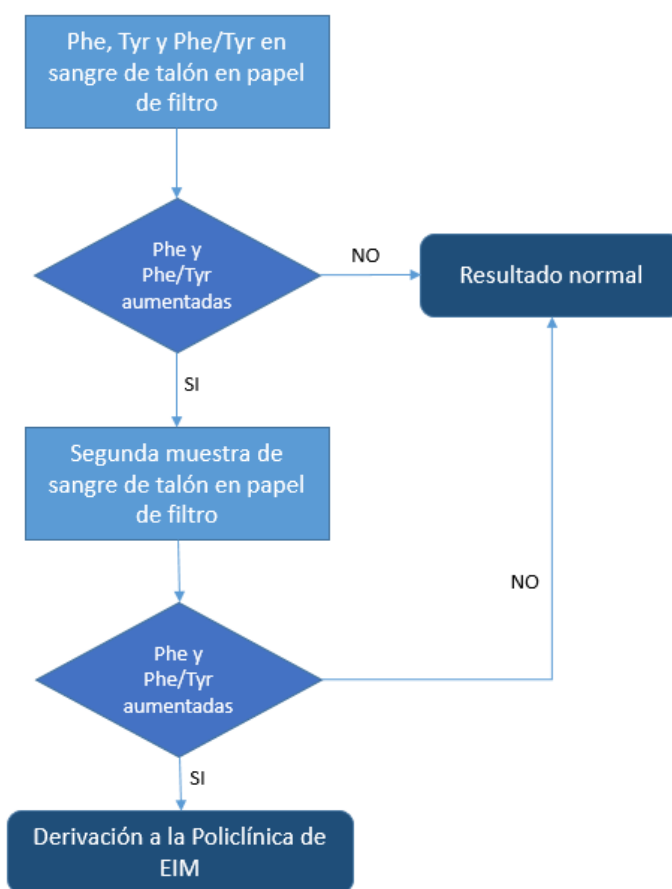 Phe, Tyr y Phe/Tyr en
sangre de talón en papel
de filtro
Phe y
Phe/Tyr
aumentadas
NO
Resultado normal
SI
Segunda muestra de
sangre de talón en papel
de filtro
NO
Phe y
Phe/Tyr
aumentadas
SI
Derivación a la Policlínica de
EIM